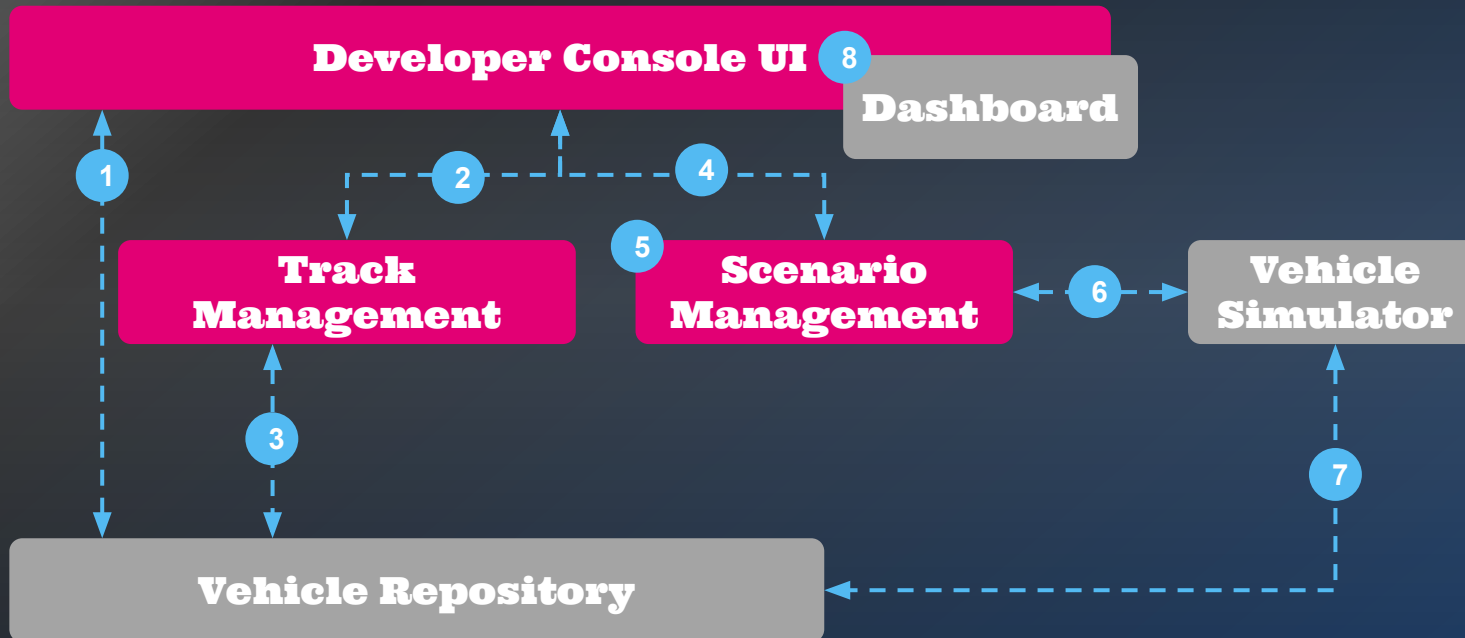 Developer Console UI
8
Dashboard
1
2
4
5
Track
Management
Scenario
Management
6
Vehicle
Simulator
3
7
Vehicle Repository